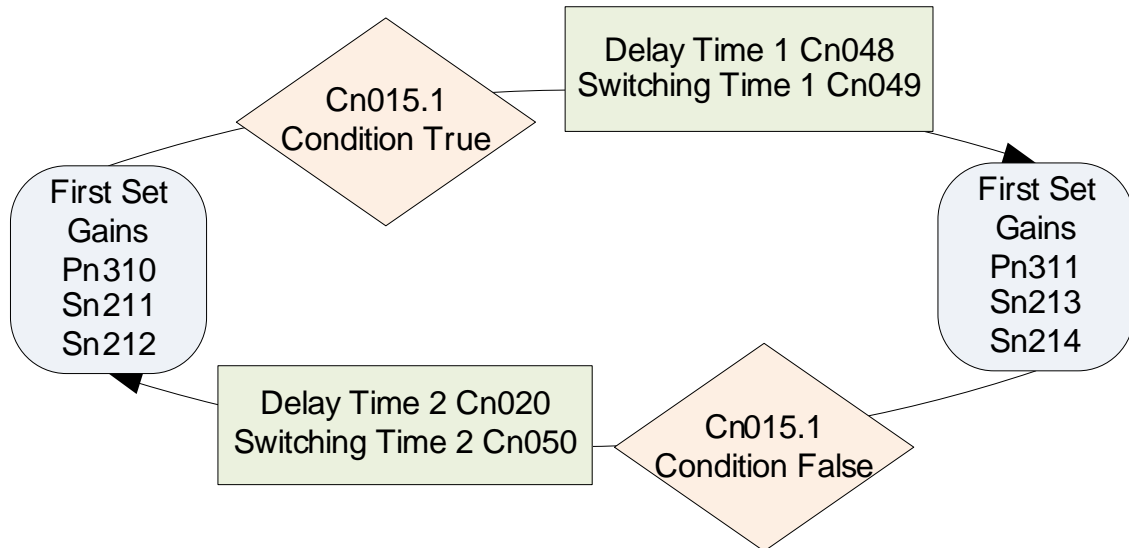 Delay Time 1 Cn048
Switching Time 1 Cn049
Cn015.1
Condition True
First Set
Gains
Pn310
Sn211
Sn212
First Set
Gains
Pn311
Sn213
Sn214
Delay Time 2 Cn020
Switching Time 2 Cn050
Cn015.1
Condition False